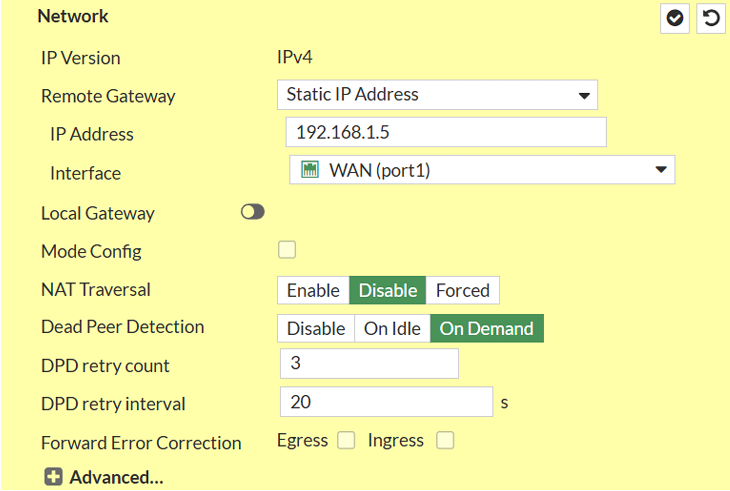 Network
IP Version IPv4
Remote Gateway Static IP Address
IP Address 192.168.1.5
Interface WAN (port1)
Local Gateway
Mode Config
NAT Traversal Enable Disable Forced
Dead Peer Detection Disable On Idle On Demand
DPD retry count 3
DPD retry interval 20 s
Forward Error Correction Egress Ingress
Advanced...